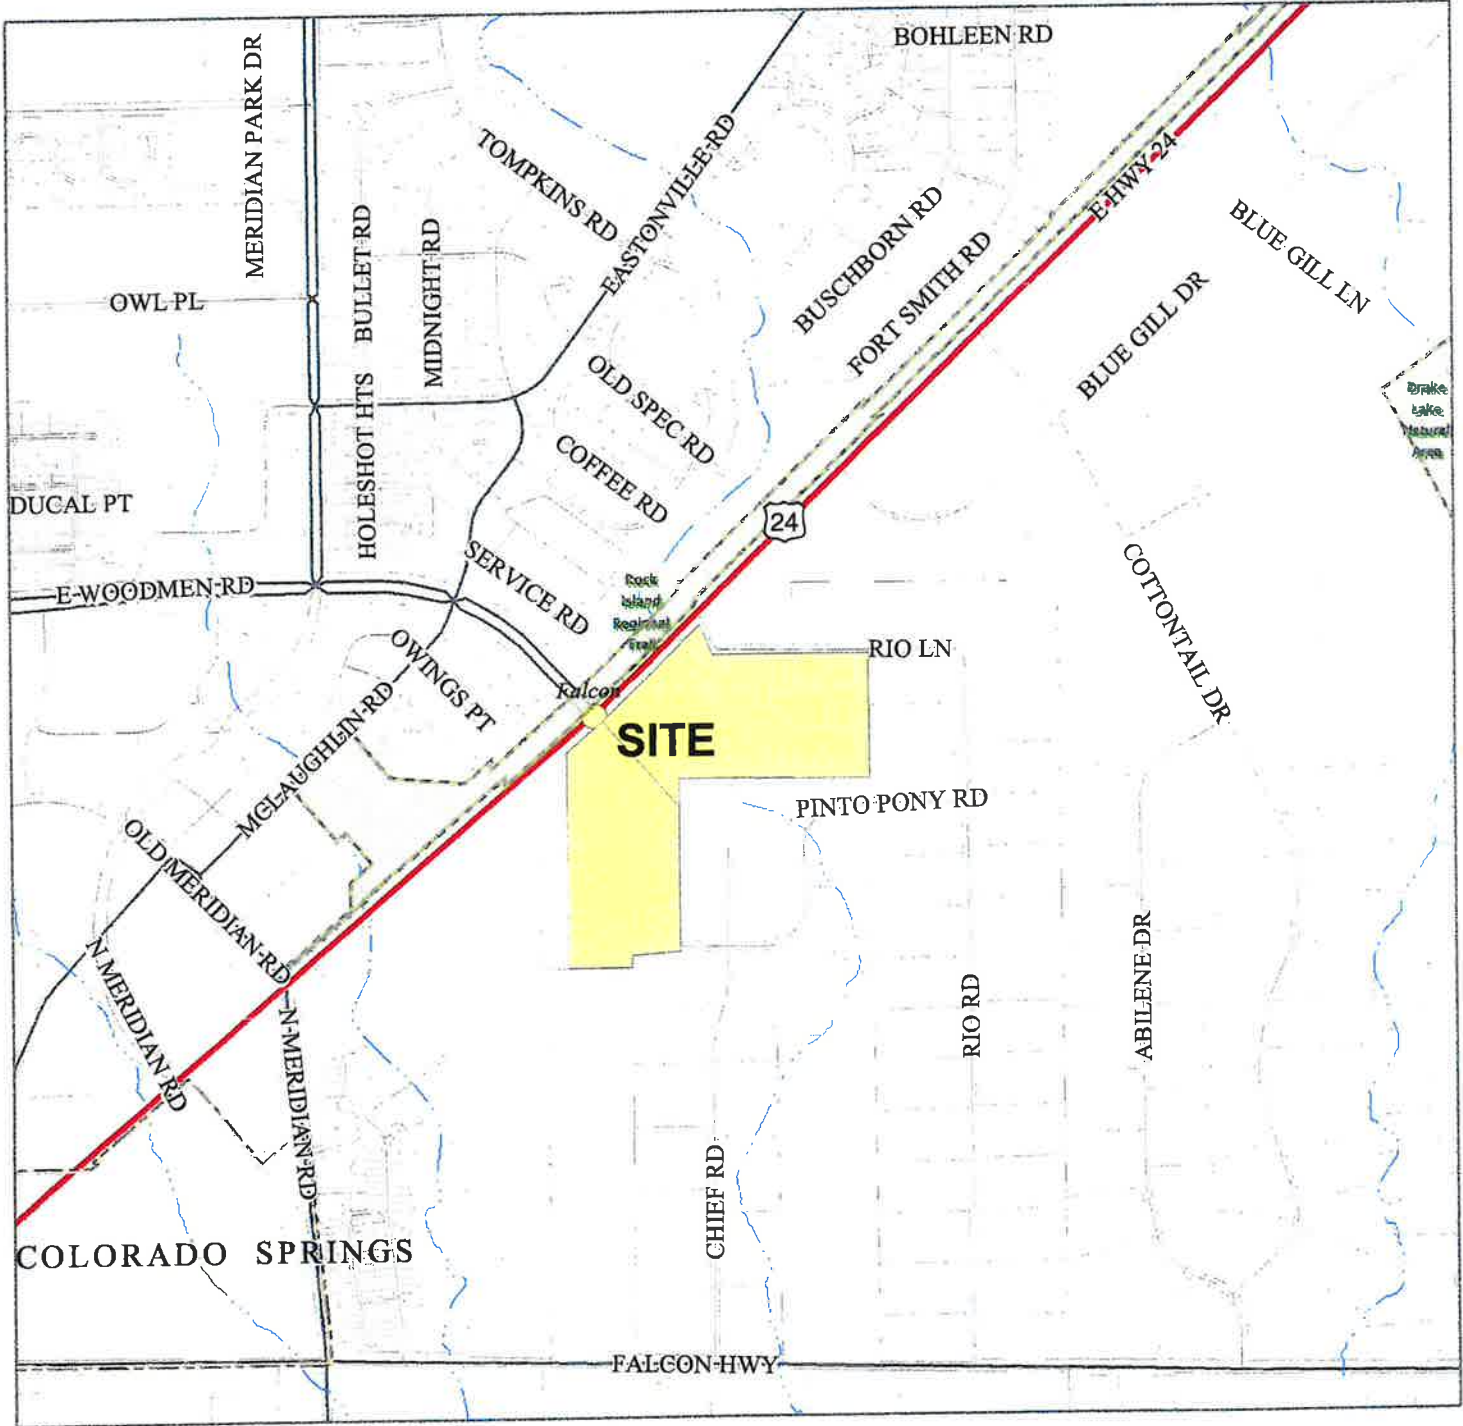 BOHLEEN RD
MERIDIAN PARK DR
TOMPKINS RD
EASTONVILLE RD
E HWY 24
BULLET RD
MIDNIGHT RD
BUSCHBORN RD
FORT SMITH RD
BLUE GILL LN
BLUE GILL DR
OWL PL
HOLESHOT HTS
OLD SPEC RD
COFFEE RD
Drake
Lake
Natural
Area
DUCAL PT
24
SERVICE RD
COTTONTAIL DR
E WOODMEN RD
Rock
Island
Regional
Trail
OWINGS PT
RIO LN
Falcon
SITE
MCLAUGHLIN RD
PINTO PONY RD
OLD MERIDIAN RD
N MERIDIAN RD
N MERIDIAN RD
RIO RD
ABILENE DR
CHIEF RD
COLORADO SPRINGS
FALCON HWY